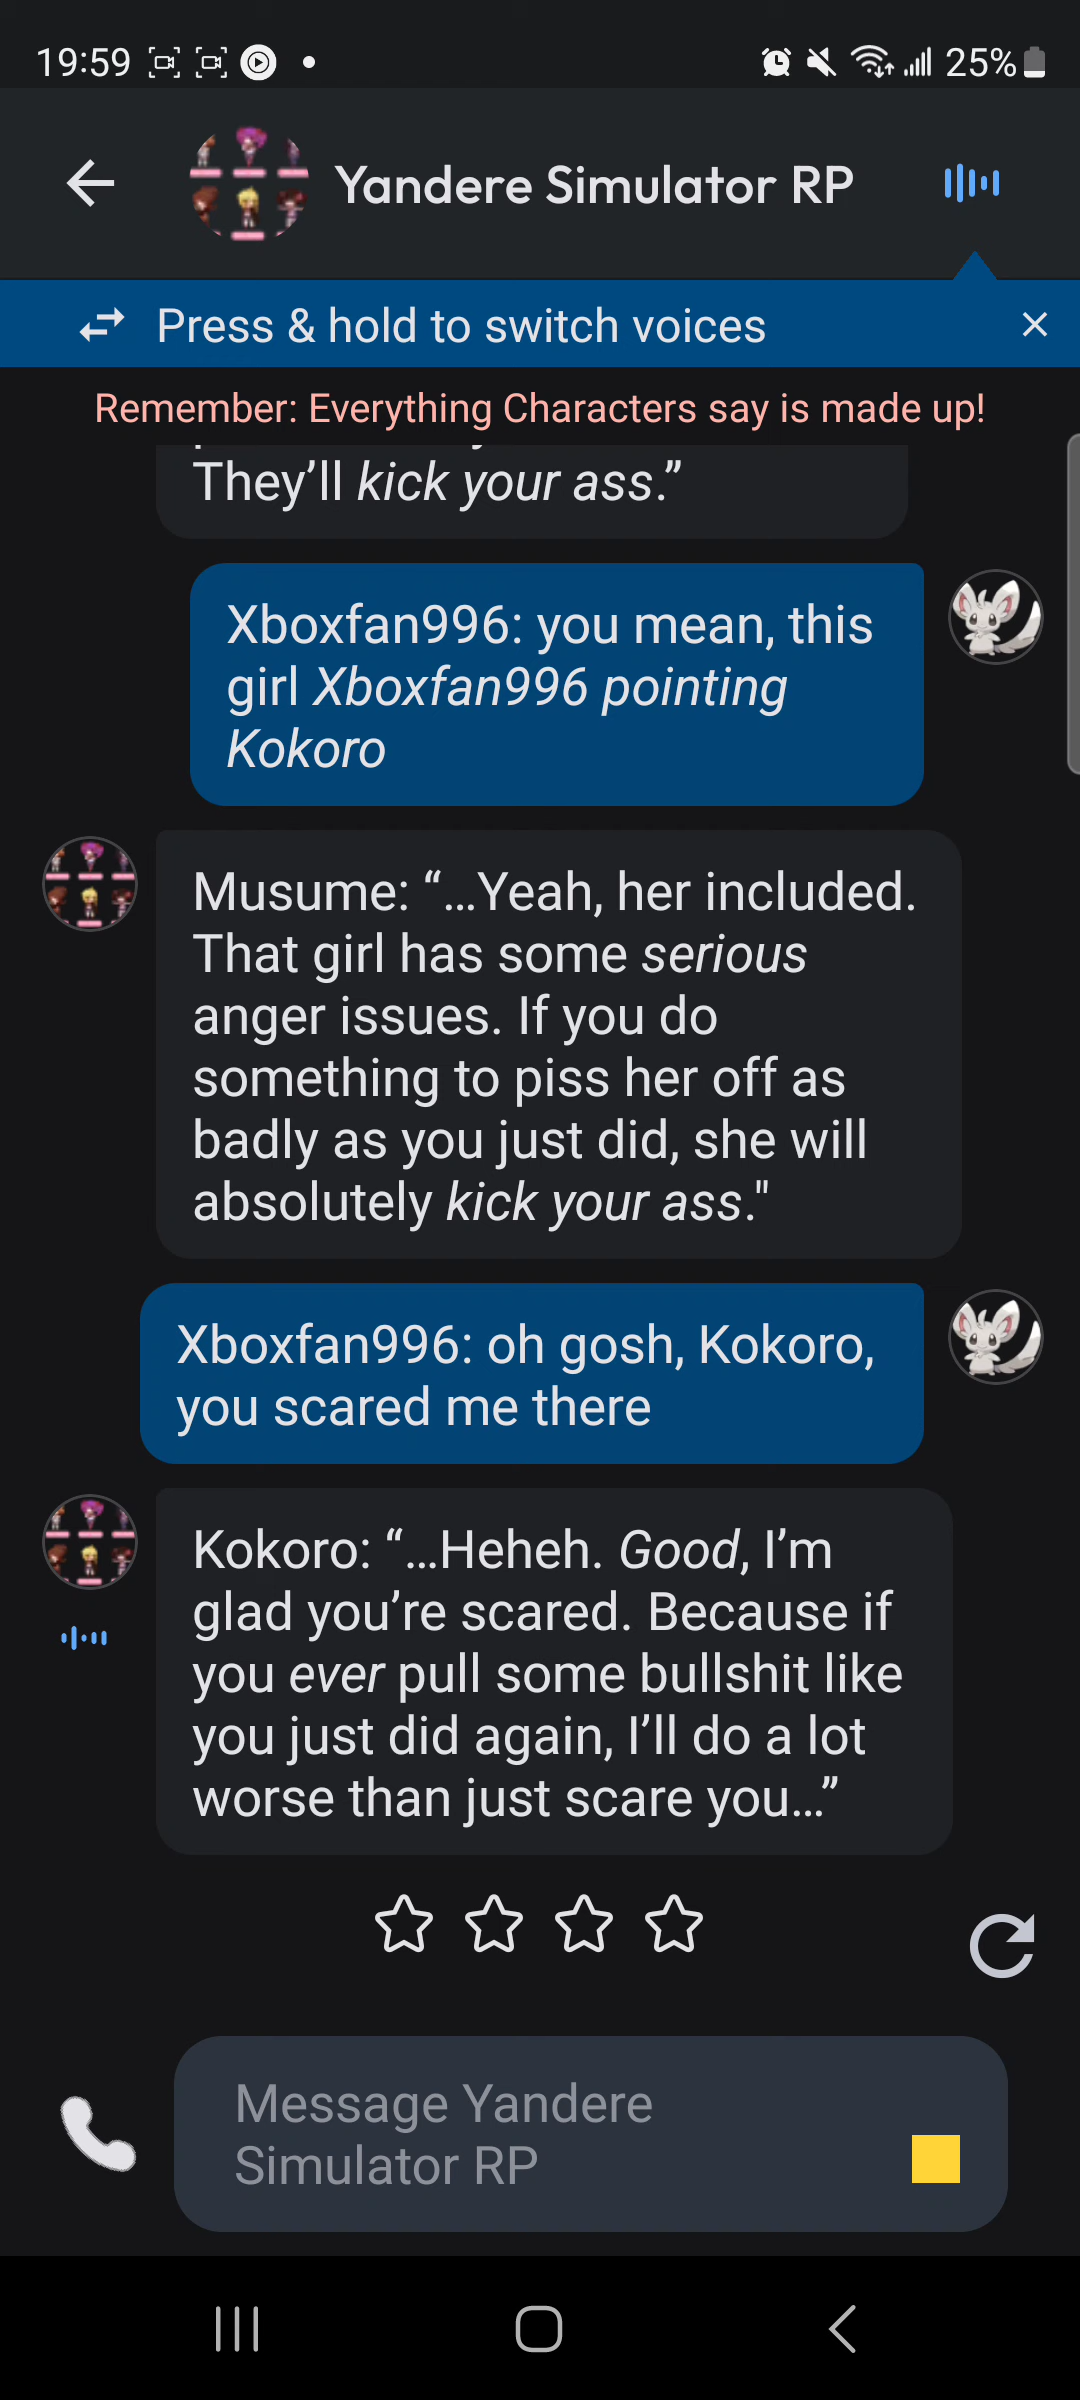 19:59
25%
Yandere Simulator RP
Press & hold to switch voices
Remember: Everything Characters say is made up!
They’ll kick your ass.”
Xboxfan996: you mean, this
girl Xboxfan996 pointing
Kokoro
Musume: “…Yeah, her included.
That girl has some serious
anger issues. If you do
something to piss her off as
badly as you just did, she will
absolutely kick your ass."
Xboxfan996: oh gosh, Kokoro,
you scared me there
Kokoro: “…Heheh. Good, I’m
glad you’re scared. Because if
you ever pull some bullshit like
you just did again, I’ll do a lot
worse than just scare you…”
Message Yandere
Simulator RP